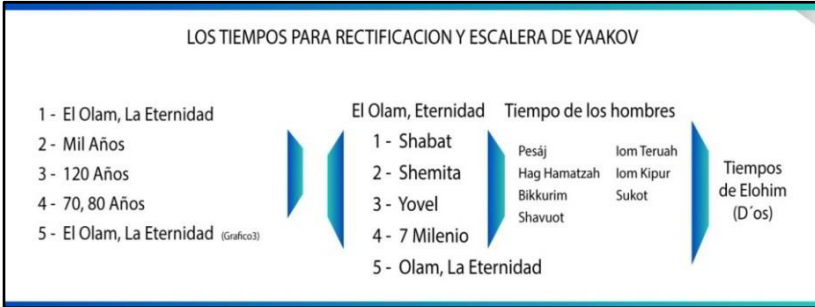 LOS TIEMPOS PARA RECTIFICACION Y ESCALERA DE YAAKOV
1 - El Olam, La Eternidad
2 - Mil Años
3 - 120 Años
4 - 70, 80 Años
5 - El Olam, La Eternidad (Grafico3)
El Olam, Eternidad
1 - Shabat
2 - Shemita
3 - Yovel
4 - 7 Milenio
5 - Olam, La Eternidad
Tiempo de los hombres
Pesáj
Hag Hamatzah
Bikkurim
Shavuot
Iom Teruah
Iom Kipur
Sukot
Tiempos
de Elohim
(D´os)